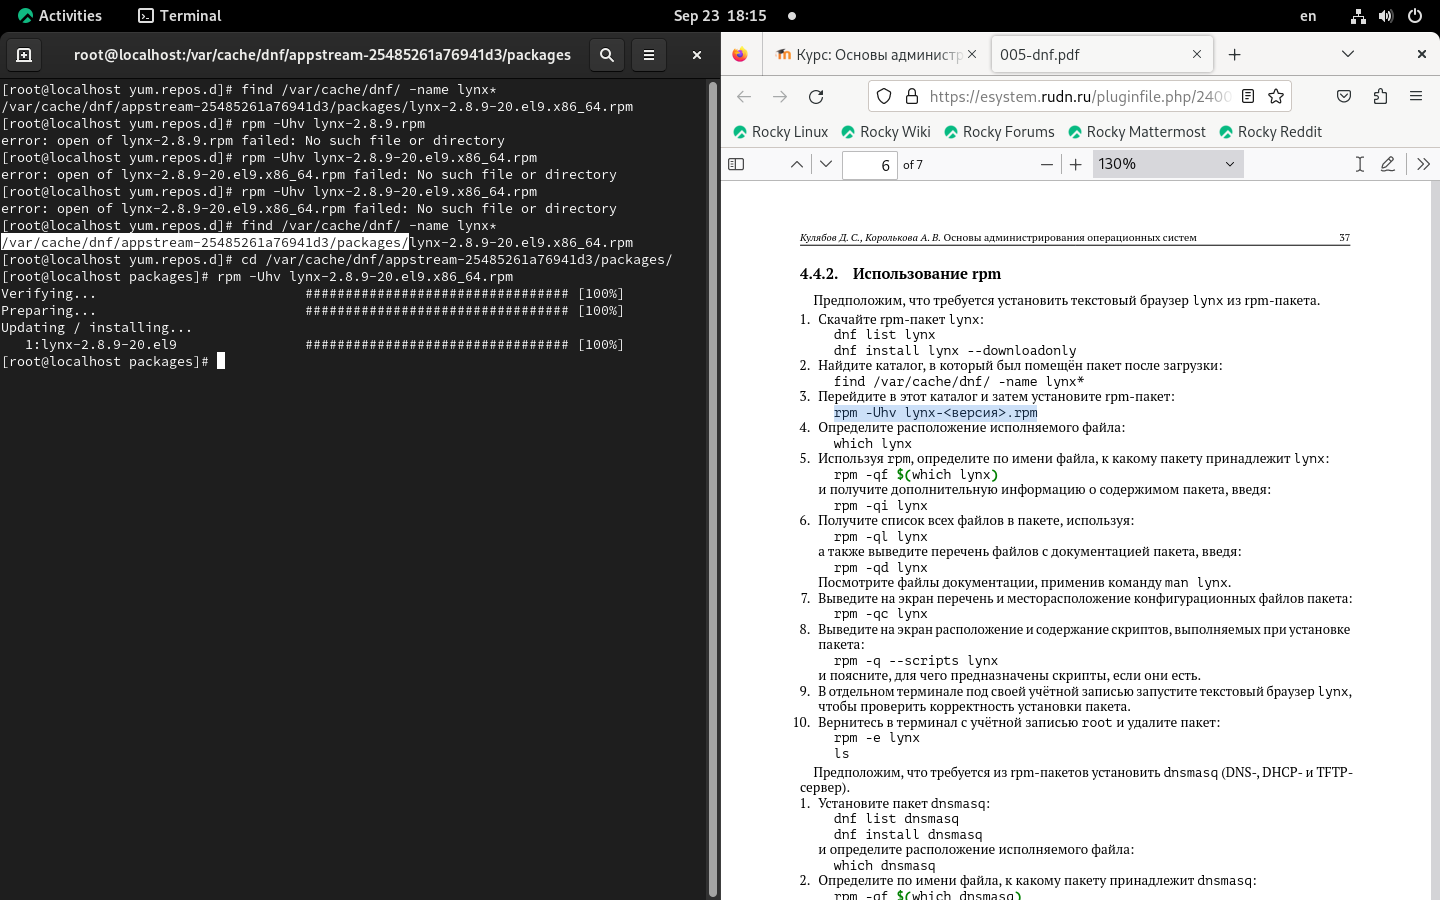 Activities
Terminal
Sep 23 18:15
en
root@localhost:/var/cache/dnf/appstream-25485261a76941d3/packages
[root@localhost yum.repos.d]# find /var/cache/dnf/ -name lynx*
/var/cache/dnf/appstream-25485261a76941d3/packages/lynx-2.8.9-20.el9.x86_64.rpm
[root@localhost yum.repos.d]# rpm -Uhv lynx-2.8.9.rpm
error: open of lynx-2.8.9.rpm failed: No such file or directory
[root@localhost yum.repos.d]# rpm -Uhv lynx-2.8.9-20.el9.x86_64.rpm
error: open of lynx-2.8.9-20.el9.x86_64.rpm failed: No such file or directory
[root@localhost yum.repos.d]# rpm -Uhv lynx-2.8.9-20.el9.x86_64.rpm
error: open of lynx-2.8.9-20.el9.x86_64.rpm failed: No such file or directory
[root@localhost yum.repos.d]# find /var/cache/dnf/ -name lynx*
/var/cache/dnf/appstream-25485261a76941d3/packages/lynx-2.8.9-20.el9.x86_64.rpm
[root@localhost yum.repos.d]# cd /var/cache/dnf/appstream-25485261a76941d3/packages/
[root@localhost packages]# rpm -Uhv lynx-2.8.9-20.el9.x86_64.rpm
Verifying... ################################# [100%]
Preparing... ################################# [100%]
Updating / installing...
1:lynx-2.8.9-20.el9 ################################# [100%]
[root@localhost packages]#
Курс: Основы администр
005-dnf.pdf
https://esystem.rudn.ru/pluginfile.php/2400
Rocky Linux
Rocky Wiki
Rocky Forums
Rocky Mattermost
Rocky Reddit
6 of 7
130%
Кулябов Д. С., Королькова А. В. Основы администрирования операционных систем 37
4.4.2. Использование rpm
Предположим, что требуется установить текстовый браузер lynx из rpm-пакета.
1. Скачайте rpm-пакет lynx:
dnf list lynx
dnf install lynx --downloadonly
2. Найдите каталог, в который был помещён пакет после загрузки:
find /var/cache/dnf/ -name lynx*
3. Перейдите в этот каталог и затем установите rpm-пакет:
rpm -Uhv lynx-<версия>.rpm
4. Определите расположение исполняемого файла:
which lynx
5. Используя rpm, определите по имени файла, к какому пакету принадлежит lynx:
rpm -qf $(which lynx)
и получите дополнительную информацию о содержимом пакета, введя:
rpm -qi lynx
6. Получите список всех файлов в пакете, используя:
rpm -ql lynx
а также выведите перечень файлов с документацией пакета, введя:
rpm -qd lynx
Посмотрите файлы документации, применив команду man lynx.
7. Выведите на экран перечень и месторасположение конфигурационных файлов пакета:
rpm -qc lynx
8. Выведите на экран расположение и содержание скриптов, выполняемых при установке
пакета:
rpm -q --scripts lynx
и поясните, для чего предназначены скрипты, если они есть.
9. В отдельном терминале под своей учётной записью запустите текстовый браузер lynx,
чтобы проверить корректность установки пакета.
10. Вернитесь в терминал с учётной записью root и удалите пакет:
rpm -e lynx
ls
Предположим, что требуется из rpm-пакетов установить dnsmasq (DNS-, DHCP- и TFTP-
сервер).
1. Установите пакет dnsmasq:
dnf list dnsmasq
dnf install dnsmasq
и определите расположение исполняемого файла:
which dnsmasq
2. Определите по имени файла, к какому пакету принадлежит dnsmasq:
rpm -qf $(which dnsmasq)